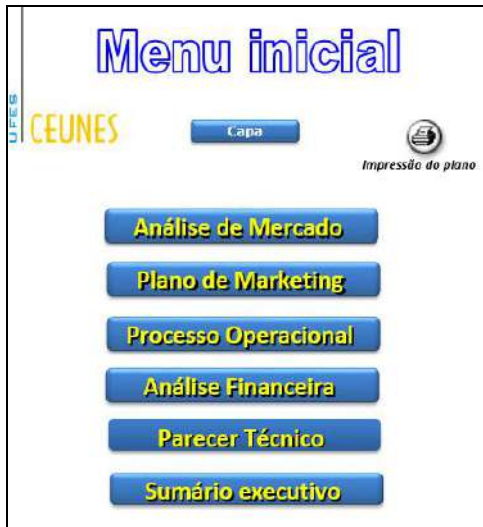 Menu inicial
UFES
CEUNES
Capa
Impressão do plano
Análise de Mercado
Plano de Marketing
Processo Operacional
Análise Financeira
Parecer Técnico
Sumário executivo